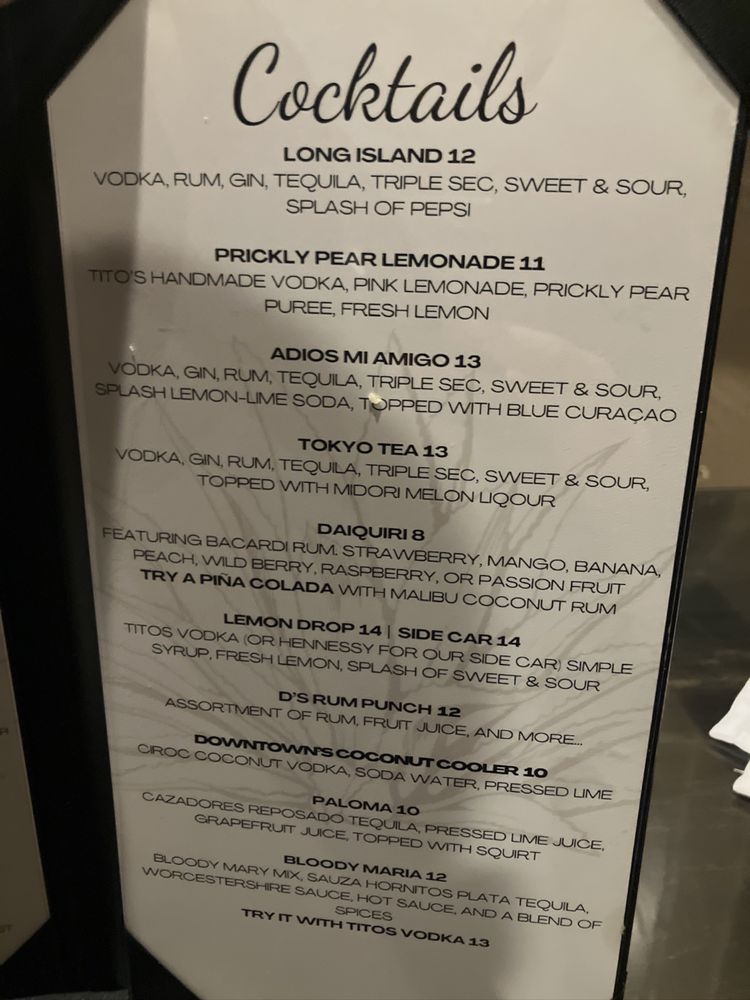 Cocktails
LONG ISLAND 12
VODKA, RUM, GIN, TEQUILA, TRIPLE SEC, SWEET & SOUR,
SPLASH OF PEPSI
PRICKLY PEAR LEMONADE 11
TITO'S HANDMADE VODKA, PINK LEMONADE, PRICKLY PEAR
PUREE, FRESH LEMON
ADIOS MI AMIGO 13
VODKA, GIN, RUM, TEQUILA, TRIPLE SEC, SWEET & SOUR,
SPLASH LEMON-LIME SODA, TOPPED WITH BLUE CURAÇAO
TOKYO TEA 13
VODKA, GIN, RUM, TEQUILA, TRIPLE SEC, SWEET & SOUR,
TOPPED WITH MIDORI MELON LIQOUR
DAIQUIRI 8
FEATURING BACARDI RUM. STRAWBERRY, MANGO, BANANA,
PEACH, WILD BERRY, RASPBERRY, OR PASSION FRUIT
TRY A PIÑA COLADA WITH MALIBU COCONUT RUM
LEMON DROP 14 | SIDE CAR 14
TITOS VODKA (OR HENNESSY FOR OUR SIDE CAR) SIMPLE
SYRUP, FRESH LEMON, SPLASH OF SWEET & SOUR
D'S RUM PUNCH 12
ASSORTMENT OF RUM, FRUIT JUICE, AND MORE...
DOWNTOWN'S COCONUT COOLER 10
CIROC COCONUT VODKA, SODA WATER, PRESSED LIME
PALOMA 10
CAZADORES REPOSADO TEQUILA, PRESSED LIME JUICE,
GRAPEFRUIT JUICE, TOPPED WITH SQUIRT
BLOODY MARIA 12
BLOODY MARY MIX, SAUZA HORNITOS PLATA TEQUILA,
WORCESTERSHIRE SAUCE, HOT SAUCE, AND A BLEND OF
SPICES
TRY IT WITH TITOS VODKA 13